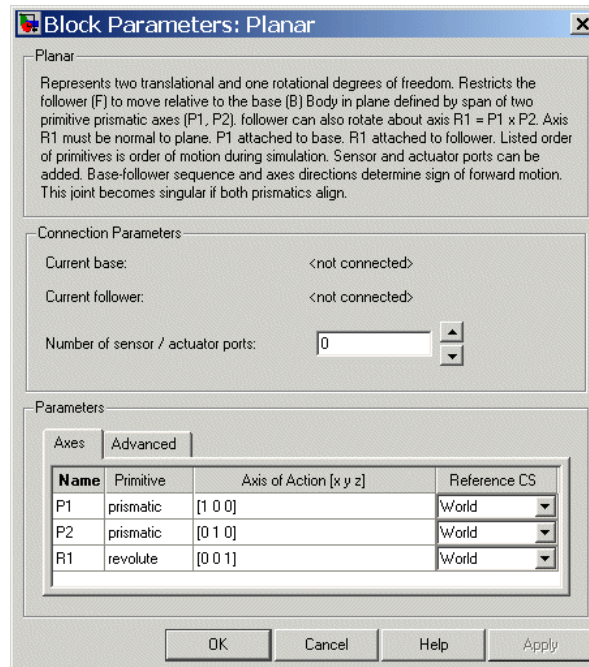 Block Parameters: Planar
Planar
Represents two translational and one rotational degrees of freedom. Restricts the
follower (F) to move relative to the base (B) Body in plane defined by span of two
primitive prismatic axes (P1, P2). follower can also rotate about axis R1 = P1 x P2. Axis
R1 must be normal to plane. P1 attached to base. R1 attached to follower. Listed order
of primitives is order of motion during simulation. Sensor and actuator ports can be
added. Base-follower sequence and axes directions determine sign of forward motion.
This joint becomes singular if both prismatics align.
Connection Parameters
Current base: <not connected>
Current follower: <not connected>
Number of sensor / actuator ports: 0
Parameters
Axes Advanced
Name Primitive Axis of Action [x y z] Reference CS
P1 prismatic [1 0 0] World
P2 prismatic [0 1 0] World
R1 revolute [0 0 1] World
OK Cancel Help Apply